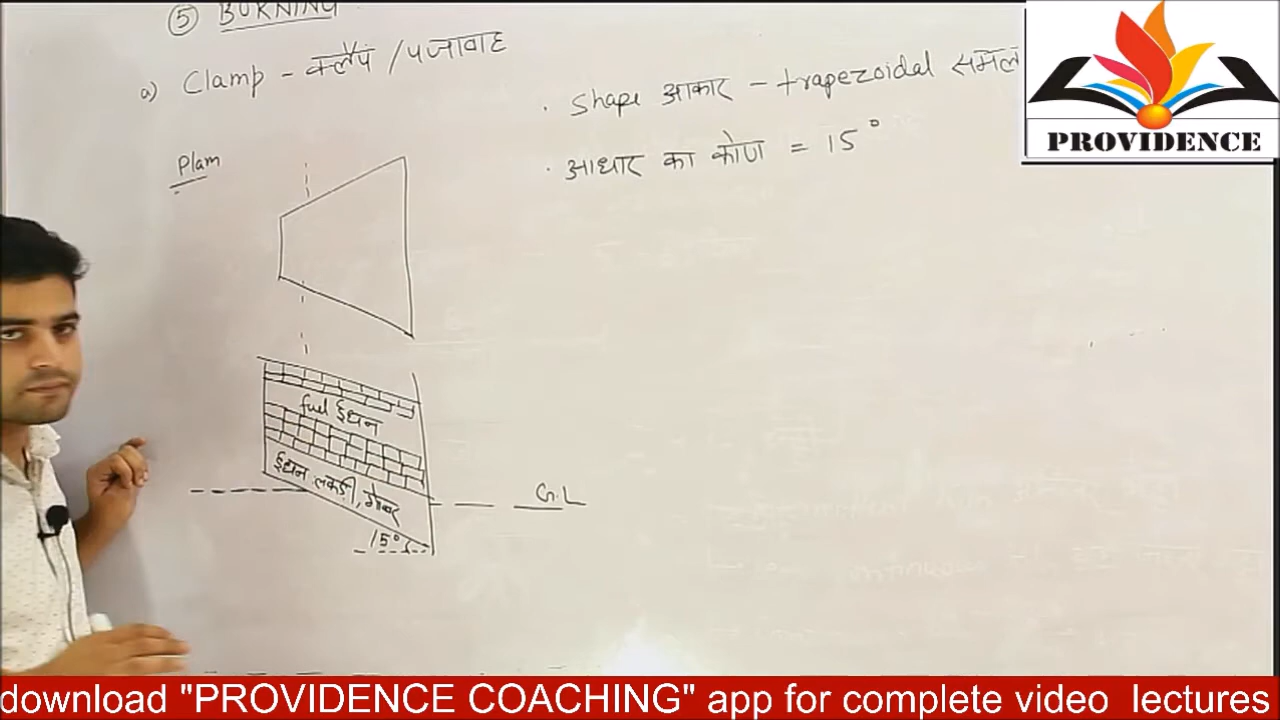 ⑤ BURNING
a) Clamp - क्लैंप / पजावाह
. Shape आकार - trapezoidal समल
. आधार का कोण = 15°
PROVIDENCE
Plam
fuel ईंधन
ईंधन लकड़ी, गोबर
G.L
15°
download "PROVIDENCE COACHING" app for complete video lectures